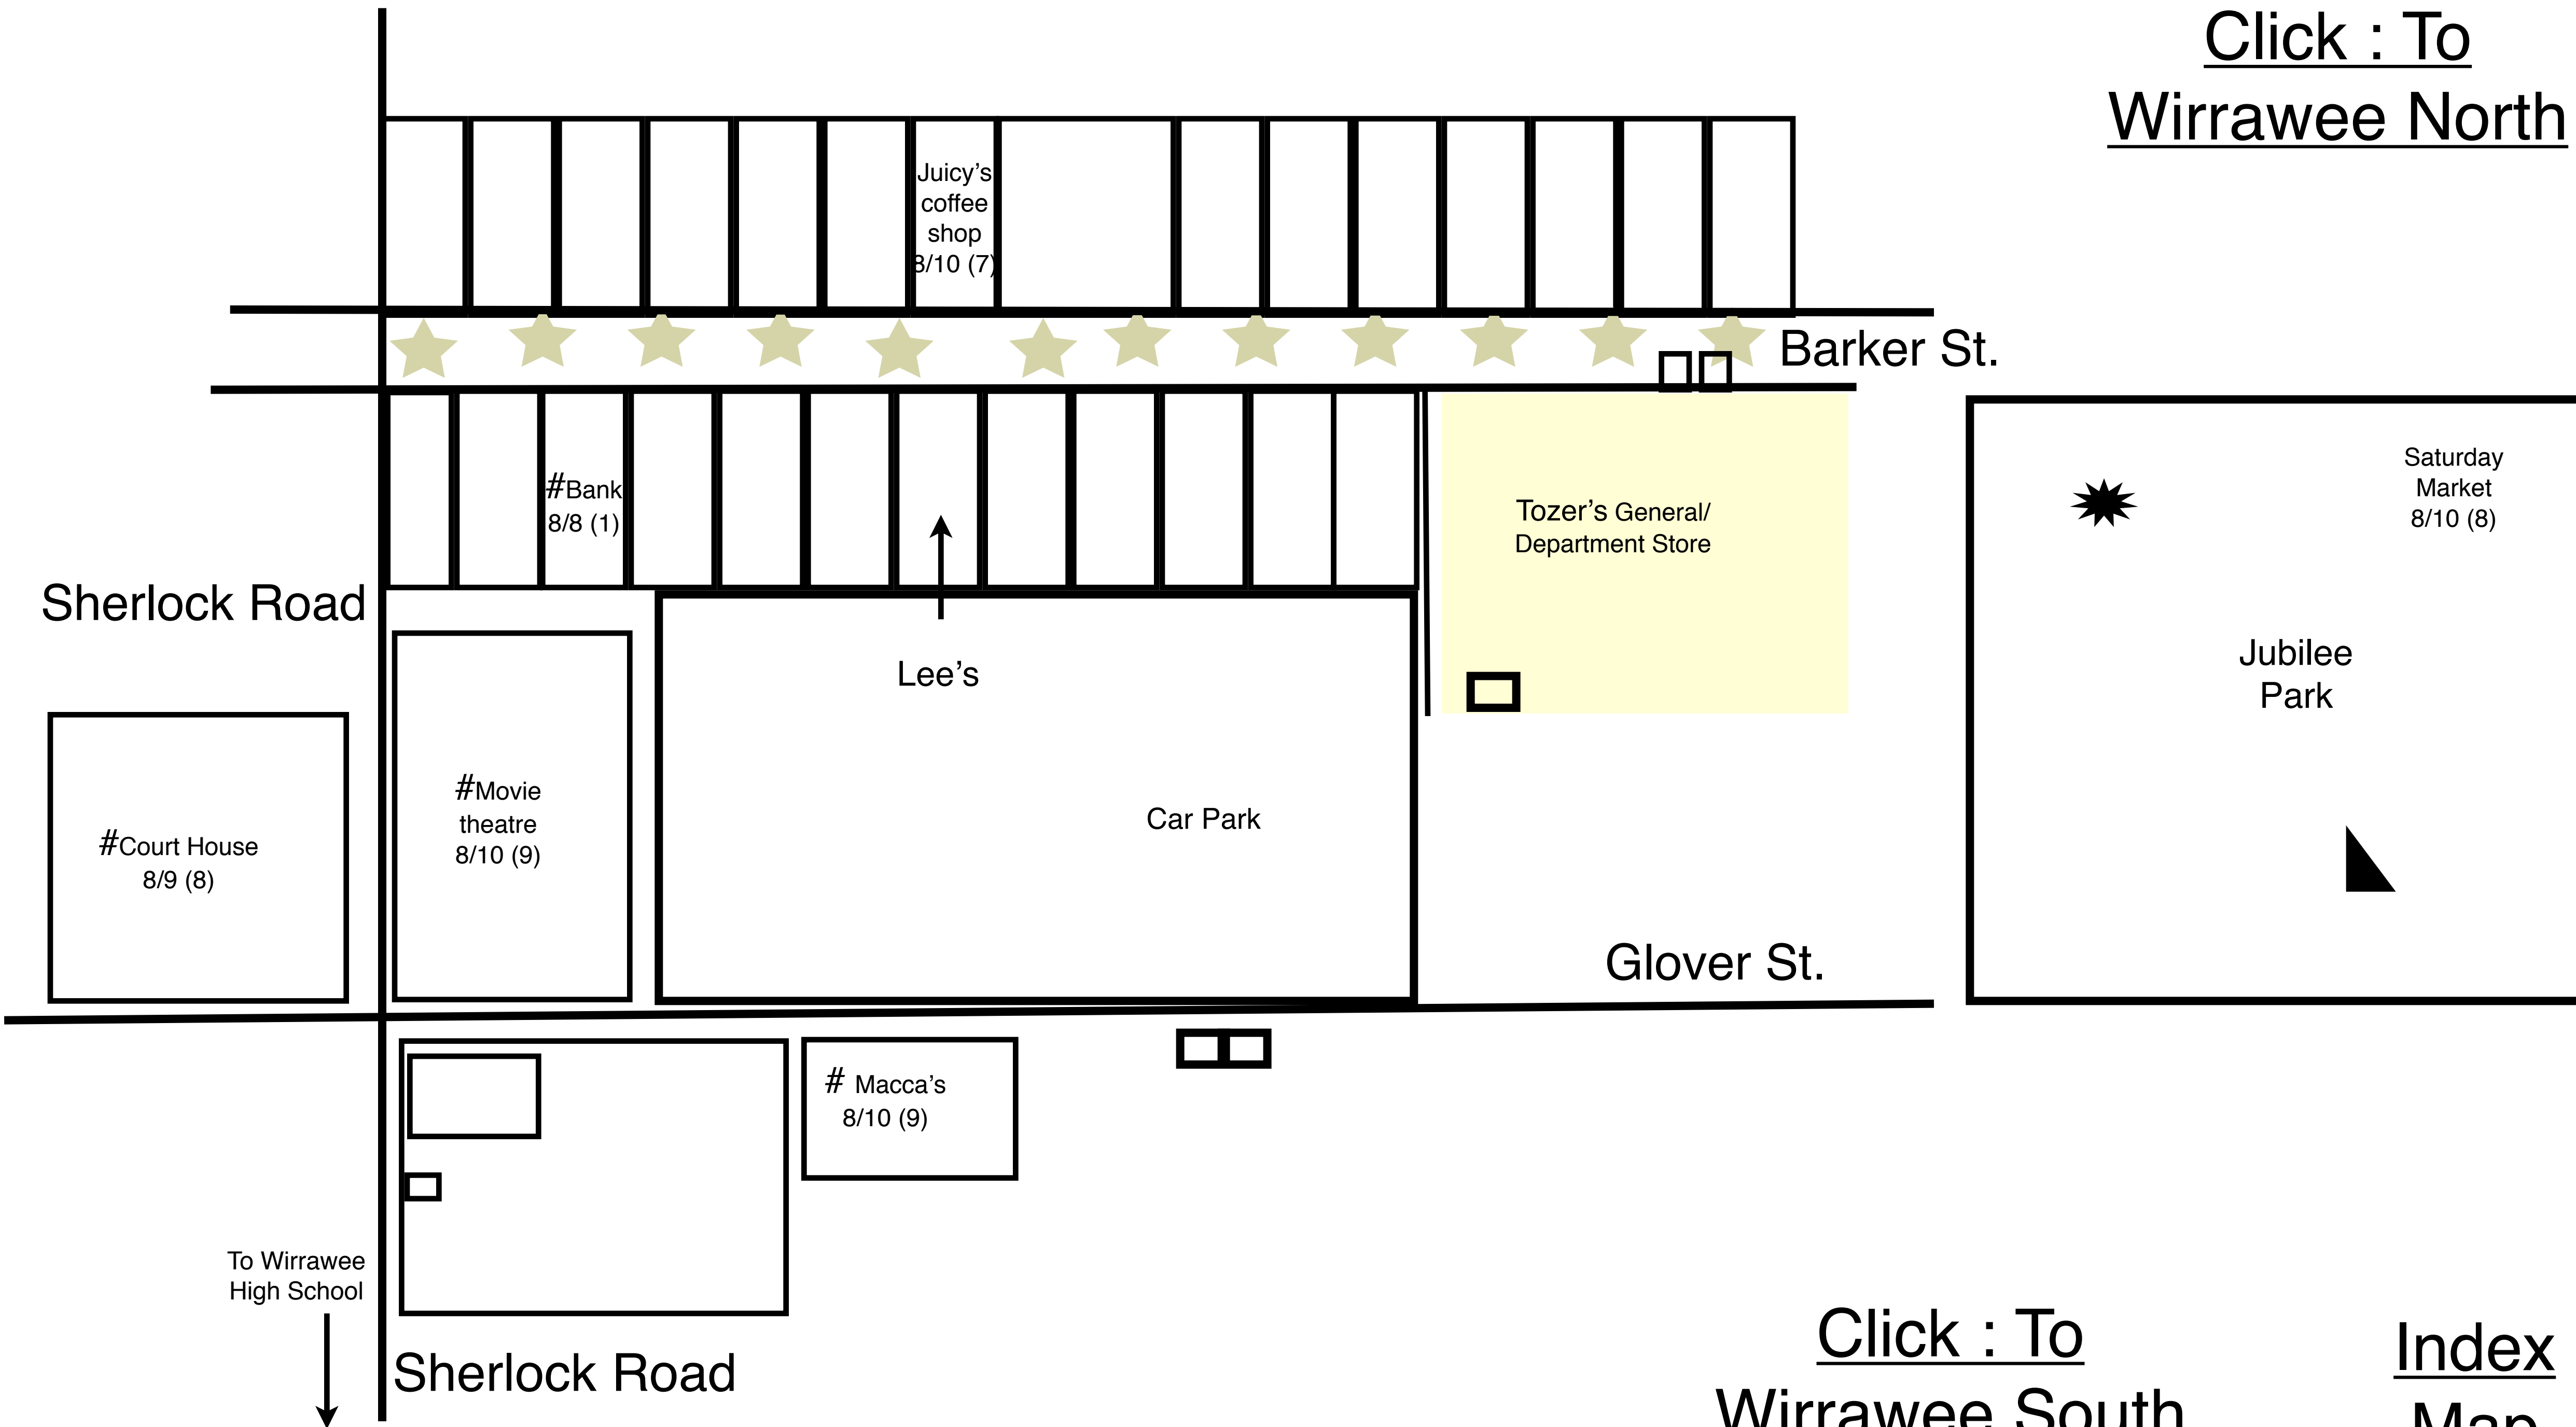 Click : To
Wirrawee North
Juicy’s
coffee
shop
8/10 (7)
Barker St.
#Bank
8/8 (1)
Tozer’s General/
Department Store
Saturday
Market
8/10 (8)
Sherlock Road
Lee’s
Jubilee
Park
#Movie
theatre
8/10 (9)
Car Park
#Court House
8/9 (8)
Glover St.
# Macca’s
8/10 (9)
To Wirrawee
High School
Sherlock Road
Click : To
Wirrawee South
Index
Map